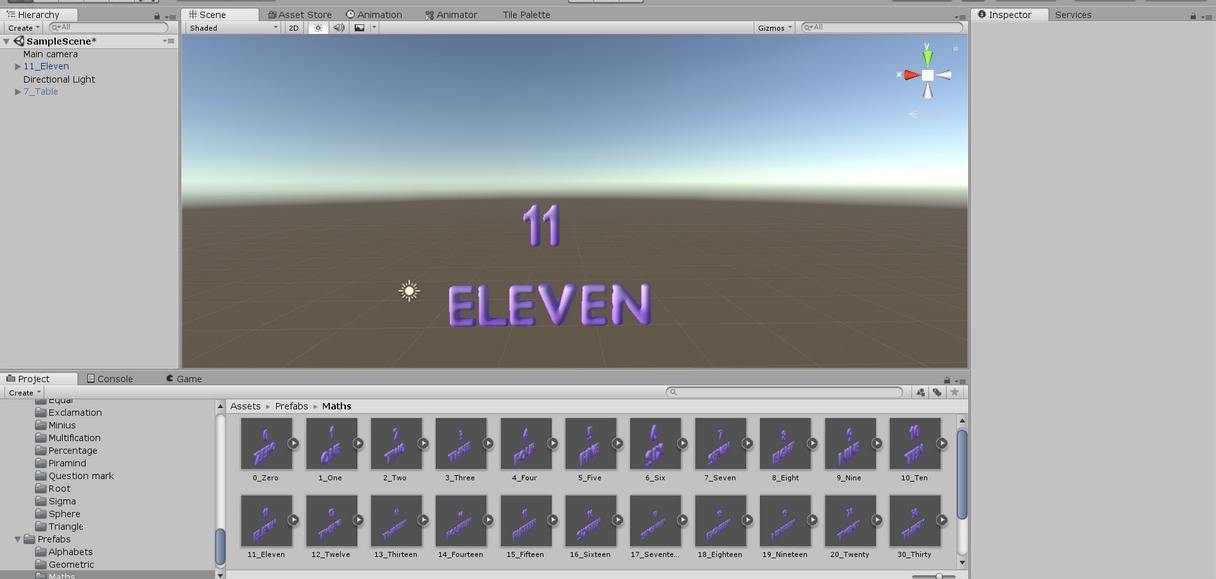 Hierarchy
Create
All
SampleScene*
Main camera
11_Eleven
Directional Light
7_Table
Scene Asset Store Animation Animator Tile Palette
Shaded 2D Gizmos All
y
x
11
ELEVEN
Inspector Services
Project Console Game
Create
Equal
Exclamation
Minius
Multification
Percentage
Piramind
Question mark
Root
Sigma
Sphere
Triangle
Prefabs
Alphabets
Geometric
Maths
Assets Prefabs Maths
0_Zero 1_One 2_Two 3_Three 4_Four 5_Five 6_Six 7_Seven 8_Eight 9_Nine 10_Ten
11_Eleven 12_Twelve 13_Thirteen 14_Fourteen 15_Fifteen 16_Sixteen 17_Sevente... 18_Eighteen 19_Nineteen 20_Twenty 30_Thirty